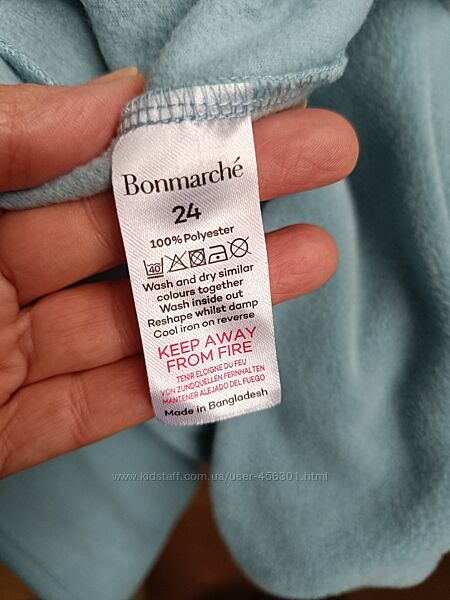 Bonmarché
24
100% Polyester
40
Wash and dry similar
colours together
Wash inside out
Reshape whilst damp
Cool iron on reverse
KEEP AWAY
FROM FIRE
TENIR ELOIGNE DU FEU
VON ZUNDQUELLEN FERNHALTEN
MANTENER ALEJADO DEL FUEGO
Made in Bangladesh
www.kidstaff.com.ua/user-456301.html